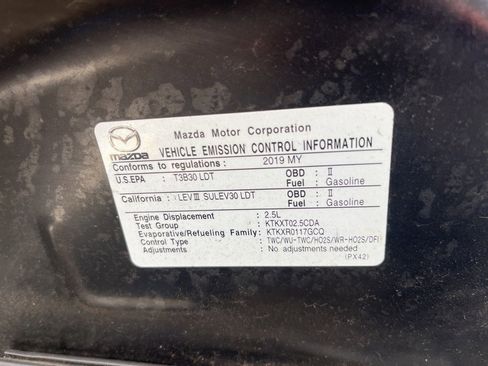 mazda
Mazda Motor Corporation
VEHICLE EMISSION CONTROL INFORMATION
Conforms to regulations : 2019 MY
U.S.EPA : T3B30 LDT OBD : II
Fuel : Gasoline
California : LEVIII SULEV30 LDT OBD : II
Fuel : Gasoline
Engine Displacement : 2.5L
Test Group : KTKXT02.5CDA
Evaporative/Refueling Family: KTKXR0117GCQ
Control Type : TWC/WU-TWC/HO2S/WR-HO2S/DFI
Adjustments : No adjustments needed
(PX42)